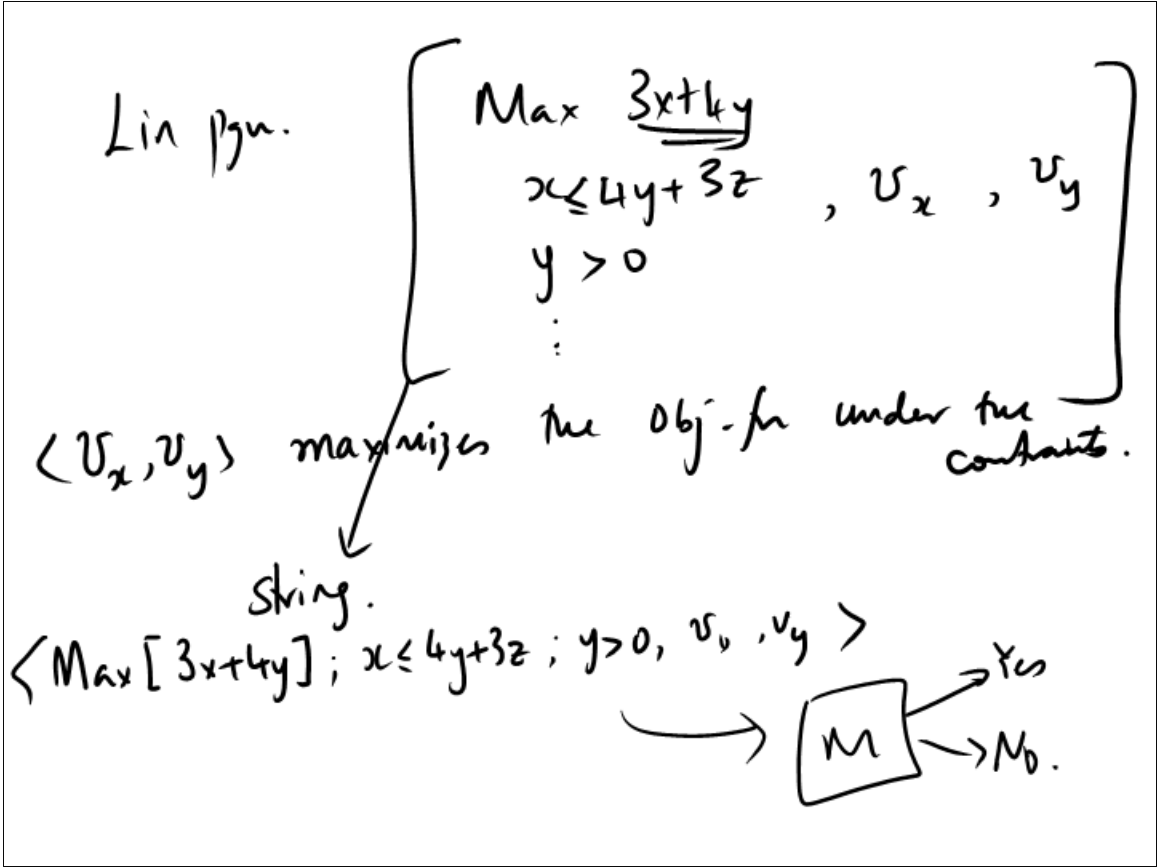 Lin pgm.
Max 3x+4y
x≤4y+3z , v_x , v_y
y > 0
⋮
<v_x, v_y> maximizes the obj-fn under the
contraints.
string.
<Max[3x+4y]; x≤4y+3z ; y>0, v_x , v_y >
Yes
M
No.